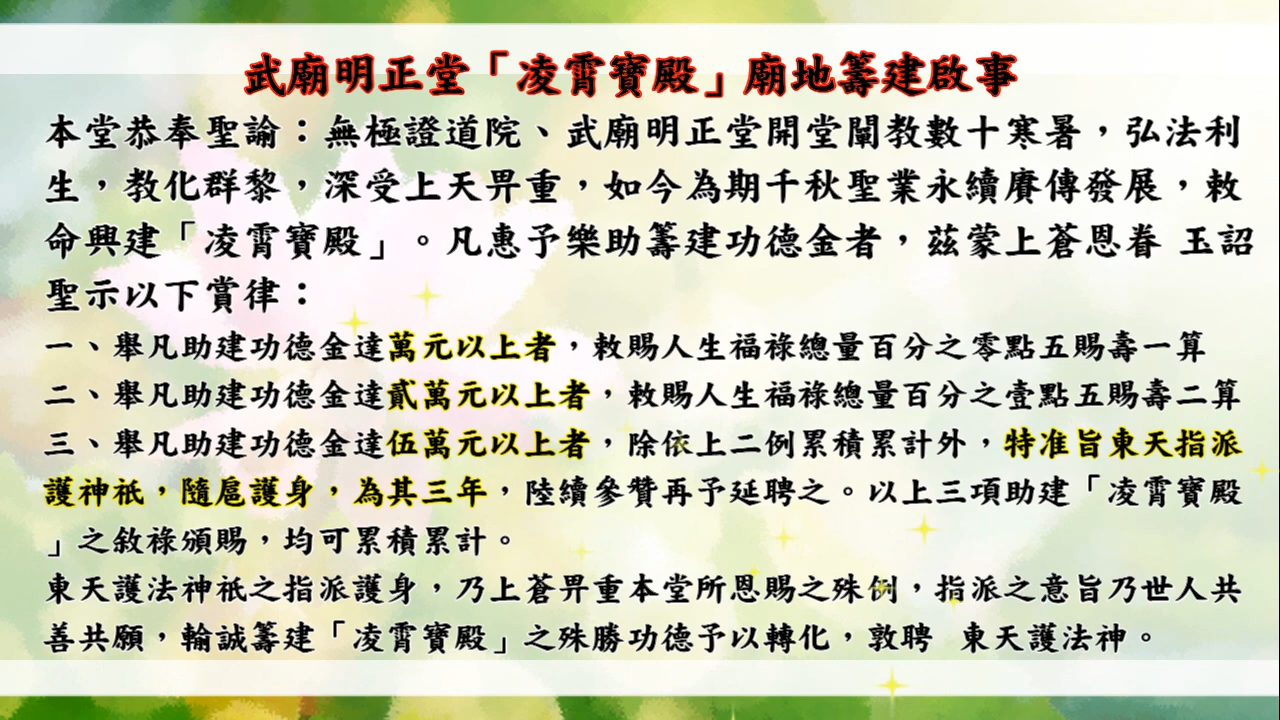 武廟明正堂「凌霄寶殿」廟地籌建啟事
本堂恭奉聖諭：無極證道院、武廟明正堂開堂闡教數十寒暑，弘法利
生，教化群黎，深受上天畀重，如今為期千秋聖業永續賡傳發展，敕
命興建「凌霄寶殿」。凡惠予樂助籌建功德金者，茲蒙上蒼恩眷 玉詔
聖示以下賞律：
一、舉凡助建功德金達萬元以上者，敕賜人生福祿總量百分之零點五賜壽一算
二、舉凡助建功德金達貳萬元以上者，敕賜人生福祿總量百分之壹點五賜壽二算
三、舉凡助建功德金達伍萬元以上者，除依上二例累積累計外，特准旨東天指派
護神祇，隨扈護身，為其三年，陸續參贊再予延聘之。以上三項助建「凌霄寶殿
」之敘祿頒賜，均可累積累計。
東天護法神祇之指派護身，乃上蒼畀重本堂所恩賜之殊例，指派之意旨乃世人共
善共願，輸誠籌建「凌霄寶殿」之殊勝功德予以轉化，敦聘 東天護法神。